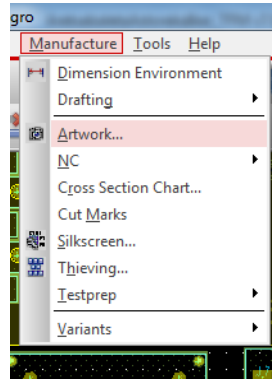 gro
Manufacture Tools Help
Dimension Environment
Drafting
Artwork...
NC
Cross Section Chart...
Cut Marks
Silkscreen...
Thieving...
Testprep
Variants